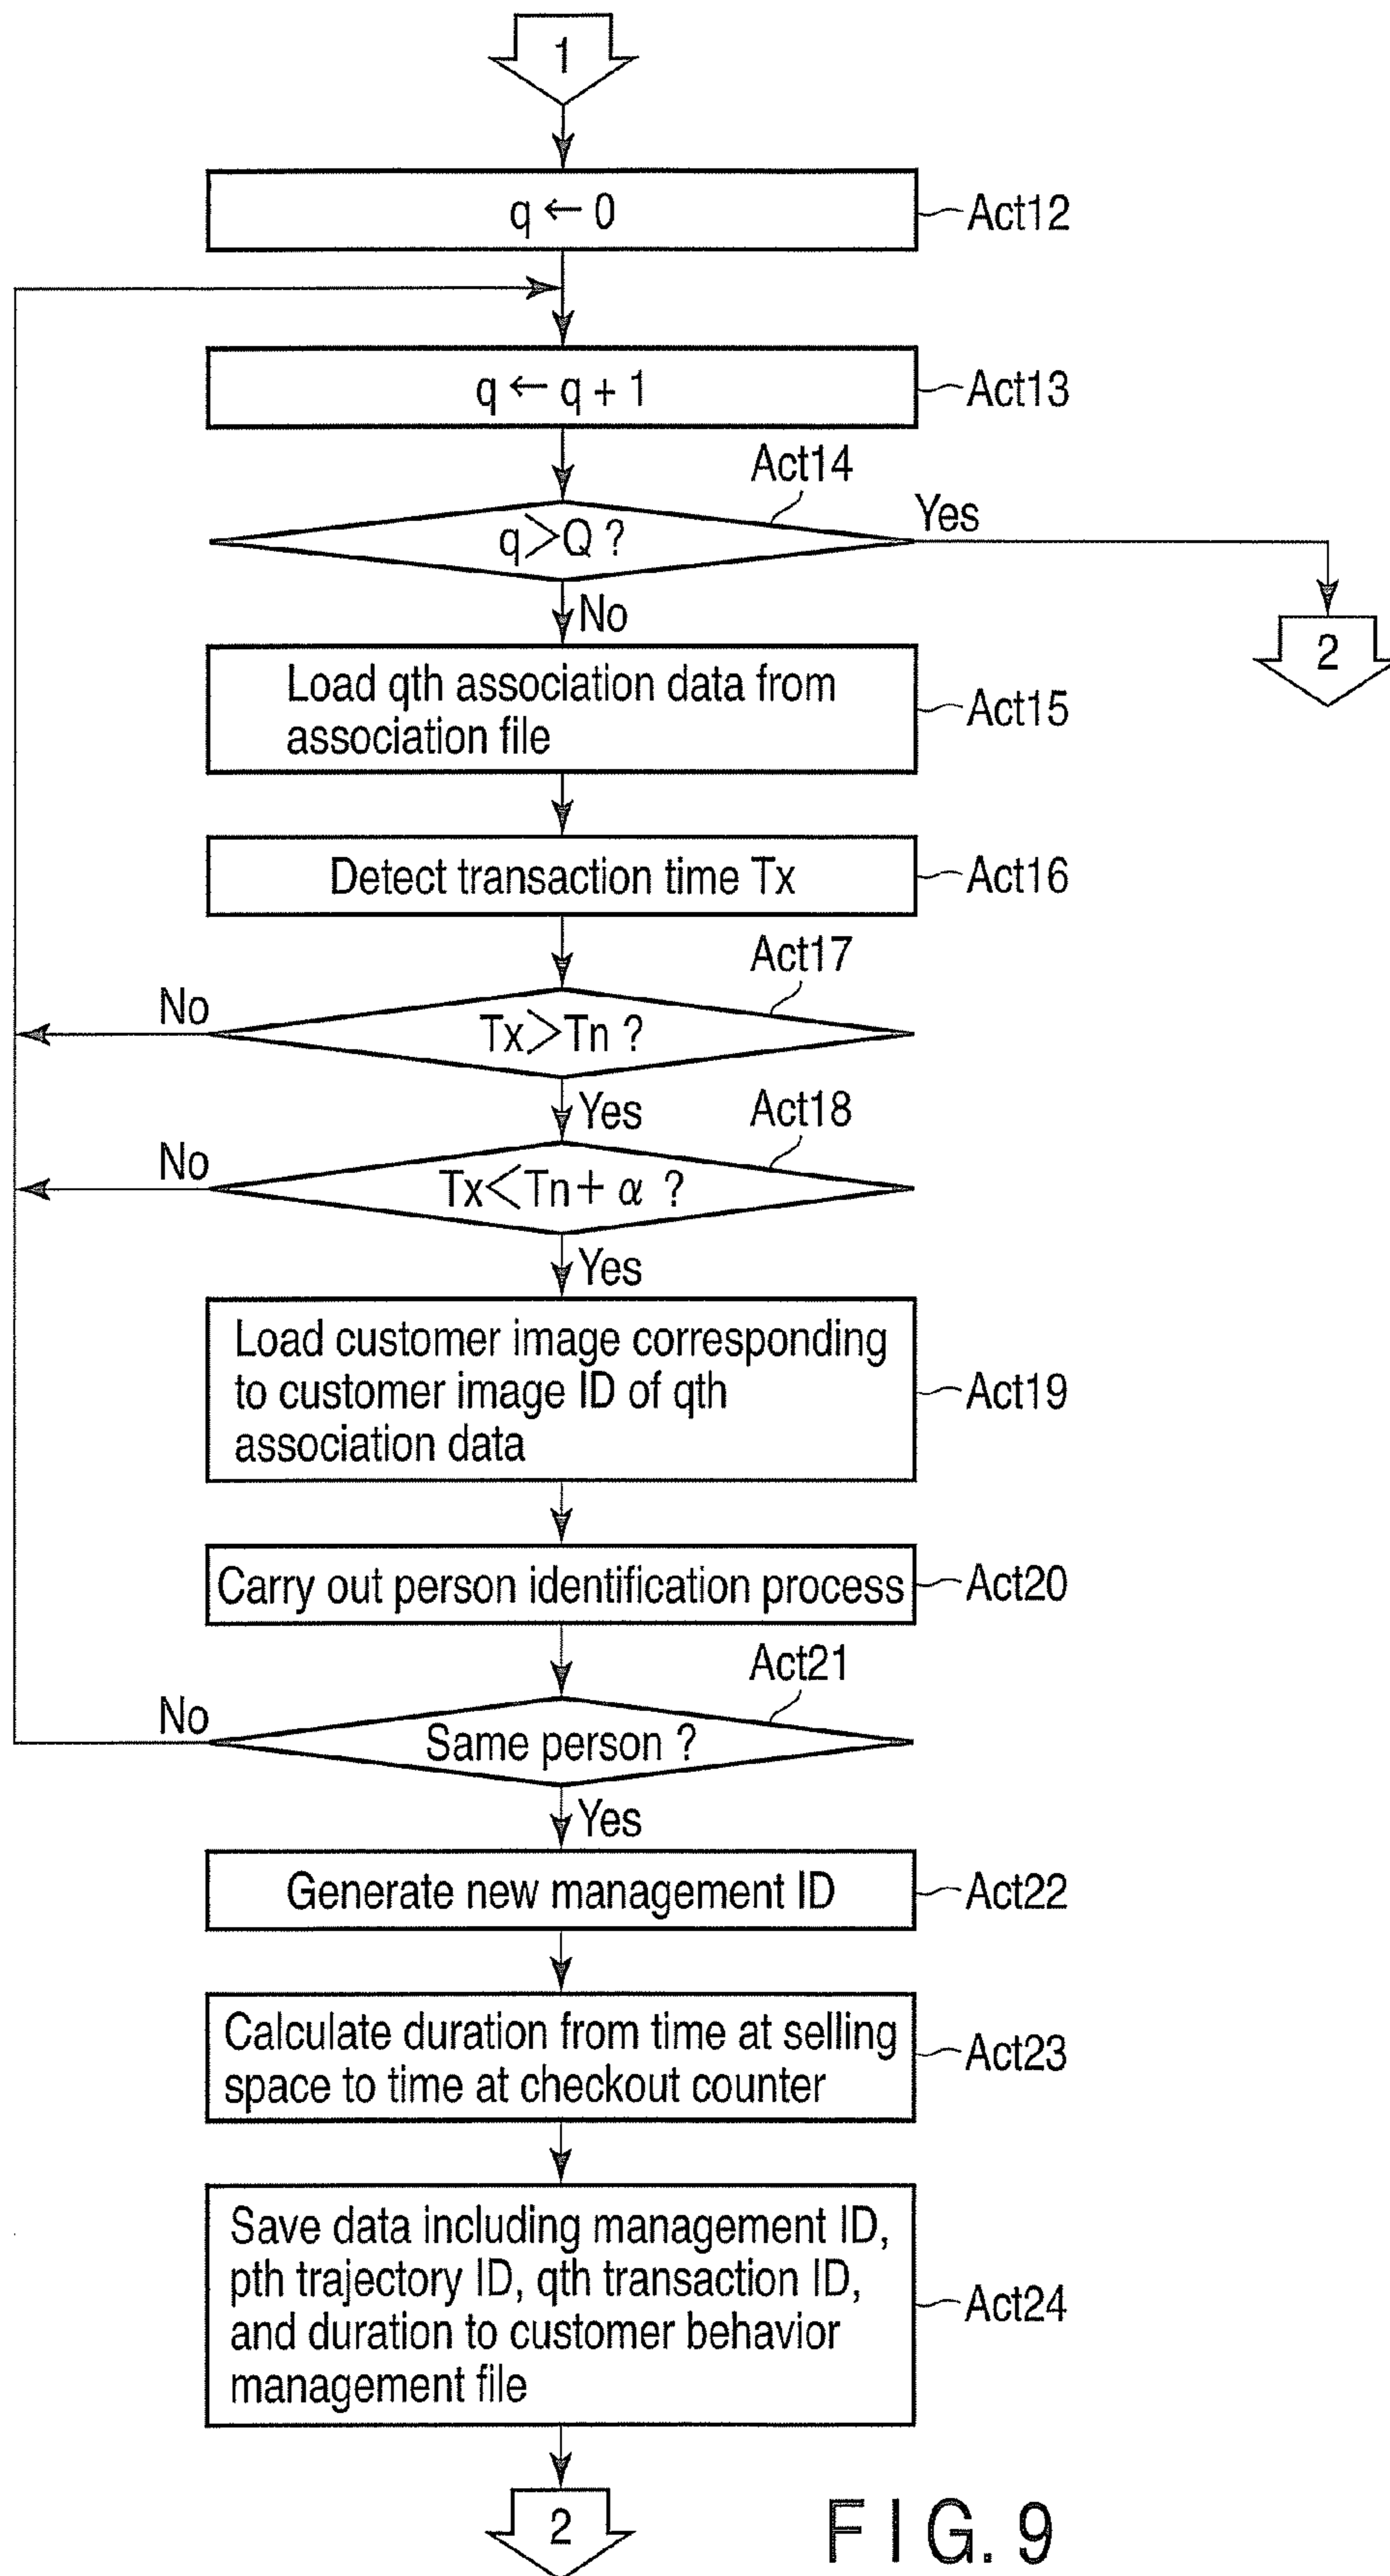 1
q ← 0
Act12
q ← q + 1
Act13
Act14
q>Q ?
Yes
No
2
Load qth association data from
association file
Act15
Detect transaction time Tx
Act16
Act17
Tx>Tn ?
No
Yes
Act18
Tx<Tn+ α ?
No
Yes
Load customer image corresponding
to customer image ID of qth
association data
Act19
Carry out person identification process
Act20
Act21
Same person ?
No
Yes
Generate new management ID
Act22
Calculate duration from time at selling
space to time at checkout counter
Act23
Save data including management ID,
pth trajectory ID, qth transaction ID,
and duration to customer behavior
management file
Act24
2
FIG. 9